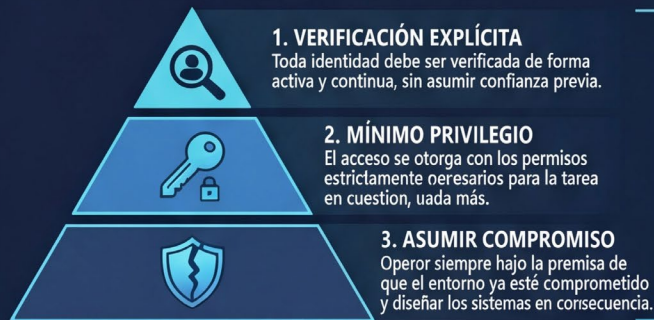 1. VERIFICACIÓN EXPLÍCITA
Toda identidad debe ser verificada de forma
activa y continua, sin asumir confianza previa.
2. MÍNIMO PRIVILEGIO
El acceso se otorga con los permisos
estrictamente oeresarios para la tarea
en cuestion, uada más.
3. ASUMIR COMPROMISO
Operor siempre hajo la premisa de
que el entorno ya esté comprometido
y diseñar los sistemas en corisecuencia.